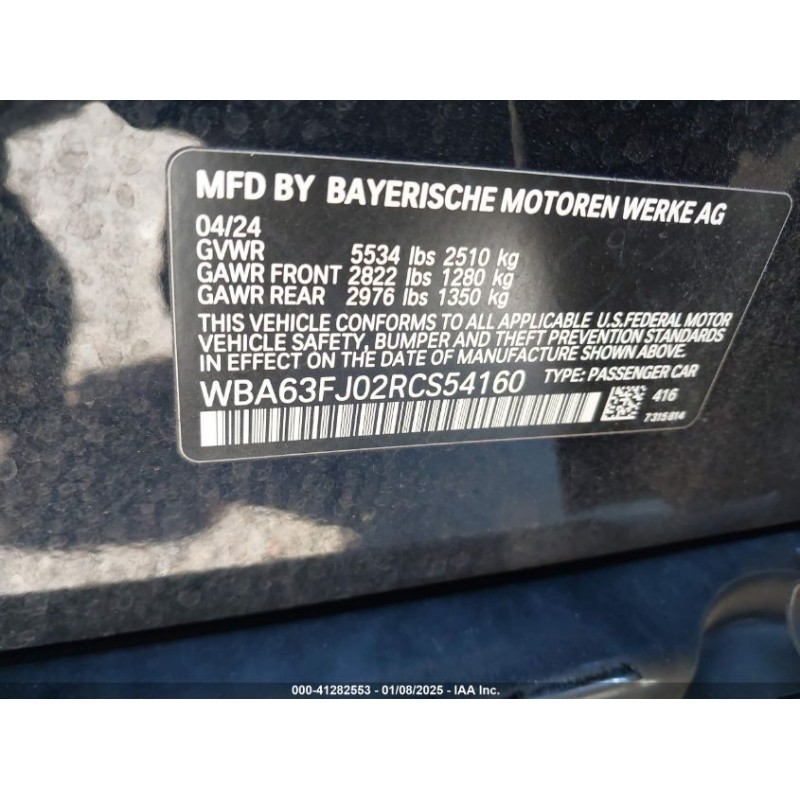 MFD BY BAYERISCHE MOTOREN WERKE AG
04/24
GVWR 5534 lbs 2510 kg
GAWR FRONT 2822 lbs 1280 kg
GAWR REAR 2976 lbs 1350 kg
THIS VEHICLE CONFORMS TO ALL APPLICABLE U.S.FEDERAL MOTOR
VEHICLE SAFETY, BUMPER AND THEFT PREVENTION STANDARDS
IN EFFECT ON THE DATE OF MANUFACTURE SHOWN ABOVE.
WBA63FJ02RCS54160 TYPE: PASSENGER CAR
416
7315814
000-41282553 - 01/08/2025 - IAA Inc.